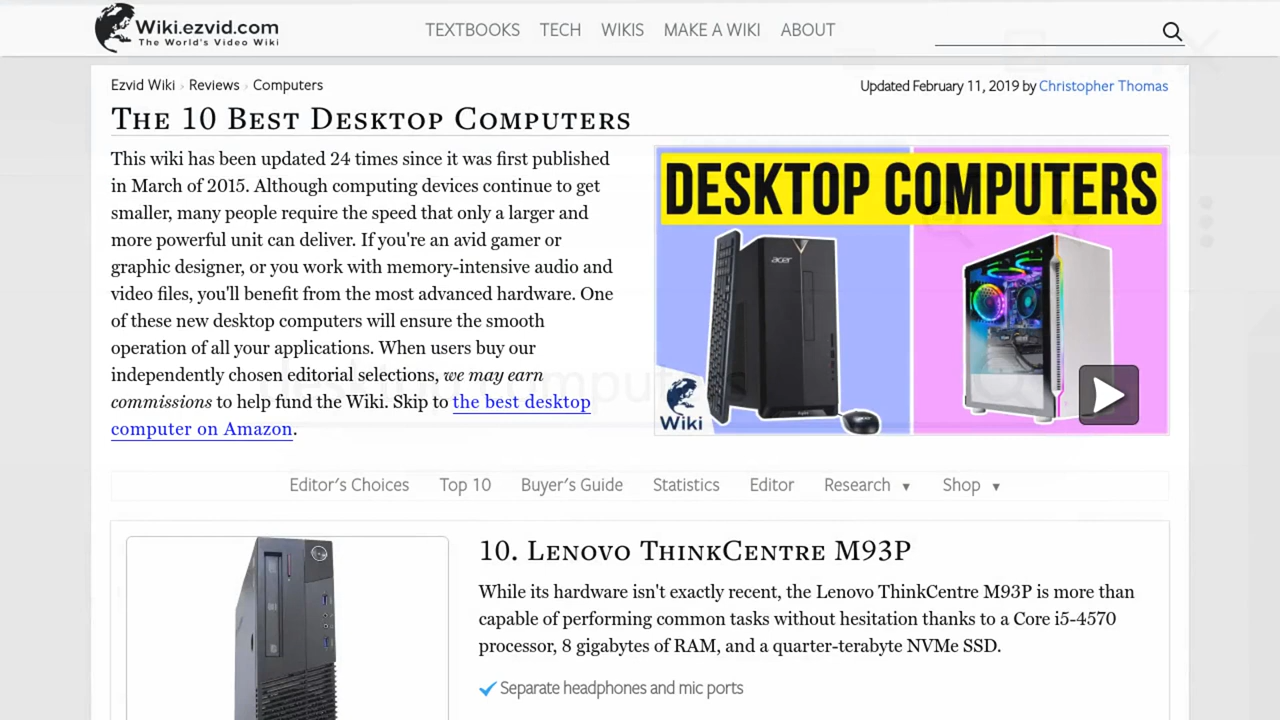 Wiki.ezvid.com
The World's Video Wiki
TEXTBOOKS TECH WIKIS MAKE A WIKI ABOUT
Ezvid Wiki › Reviews › Computers
Updated February 11, 2019 by Christopher Thomas
The 10 Best Desktop Computers
This wiki has been updated 24 times since it was first published
in March of 2015. Although computing devices continue to get
smaller, many people require the speed that only a larger and
more powerful unit can deliver. If you're an avid gamer or
graphic designer, or you work with memory-intensive audio and
video files, you'll benefit from the most advanced hardware. One
of these new desktop computers will ensure the smooth
operation of all your applications. When users buy our
independently chosen editorial selections, we may earn
commissions to help fund the Wiki. Skip to the best desktop
computer on Amazon.
DESKTOP COMPUTERS
acer
Wiki
Editor's Choices Top 10 Buyer's Guide Statistics Editor Research ▼ Shop ▼
10. Lenovo ThinkCentre M93P
While its hardware isn't exactly recent, the Lenovo ThinkCentre M93P is more than
capable of performing common tasks without hesitation thanks to a Core i5-4570
processor, 8 gigabytes of RAM, and a quarter-terabyte NVMe SSD.
Separate headphones and mic ports